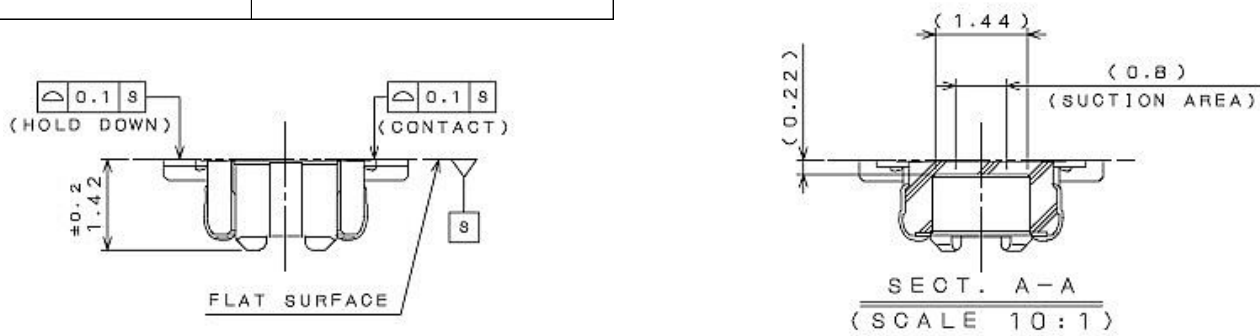 ⌓ 0.1 S
(HOLD DOWN)
⌓ 0.1 S
(CONTACT)
±0.2
1.42
S
FLAT SURFACE
(1.44)
(0.8)
(SUCTION AREA)
(0.22)
SECT. A-A
(SCALE 10:1)